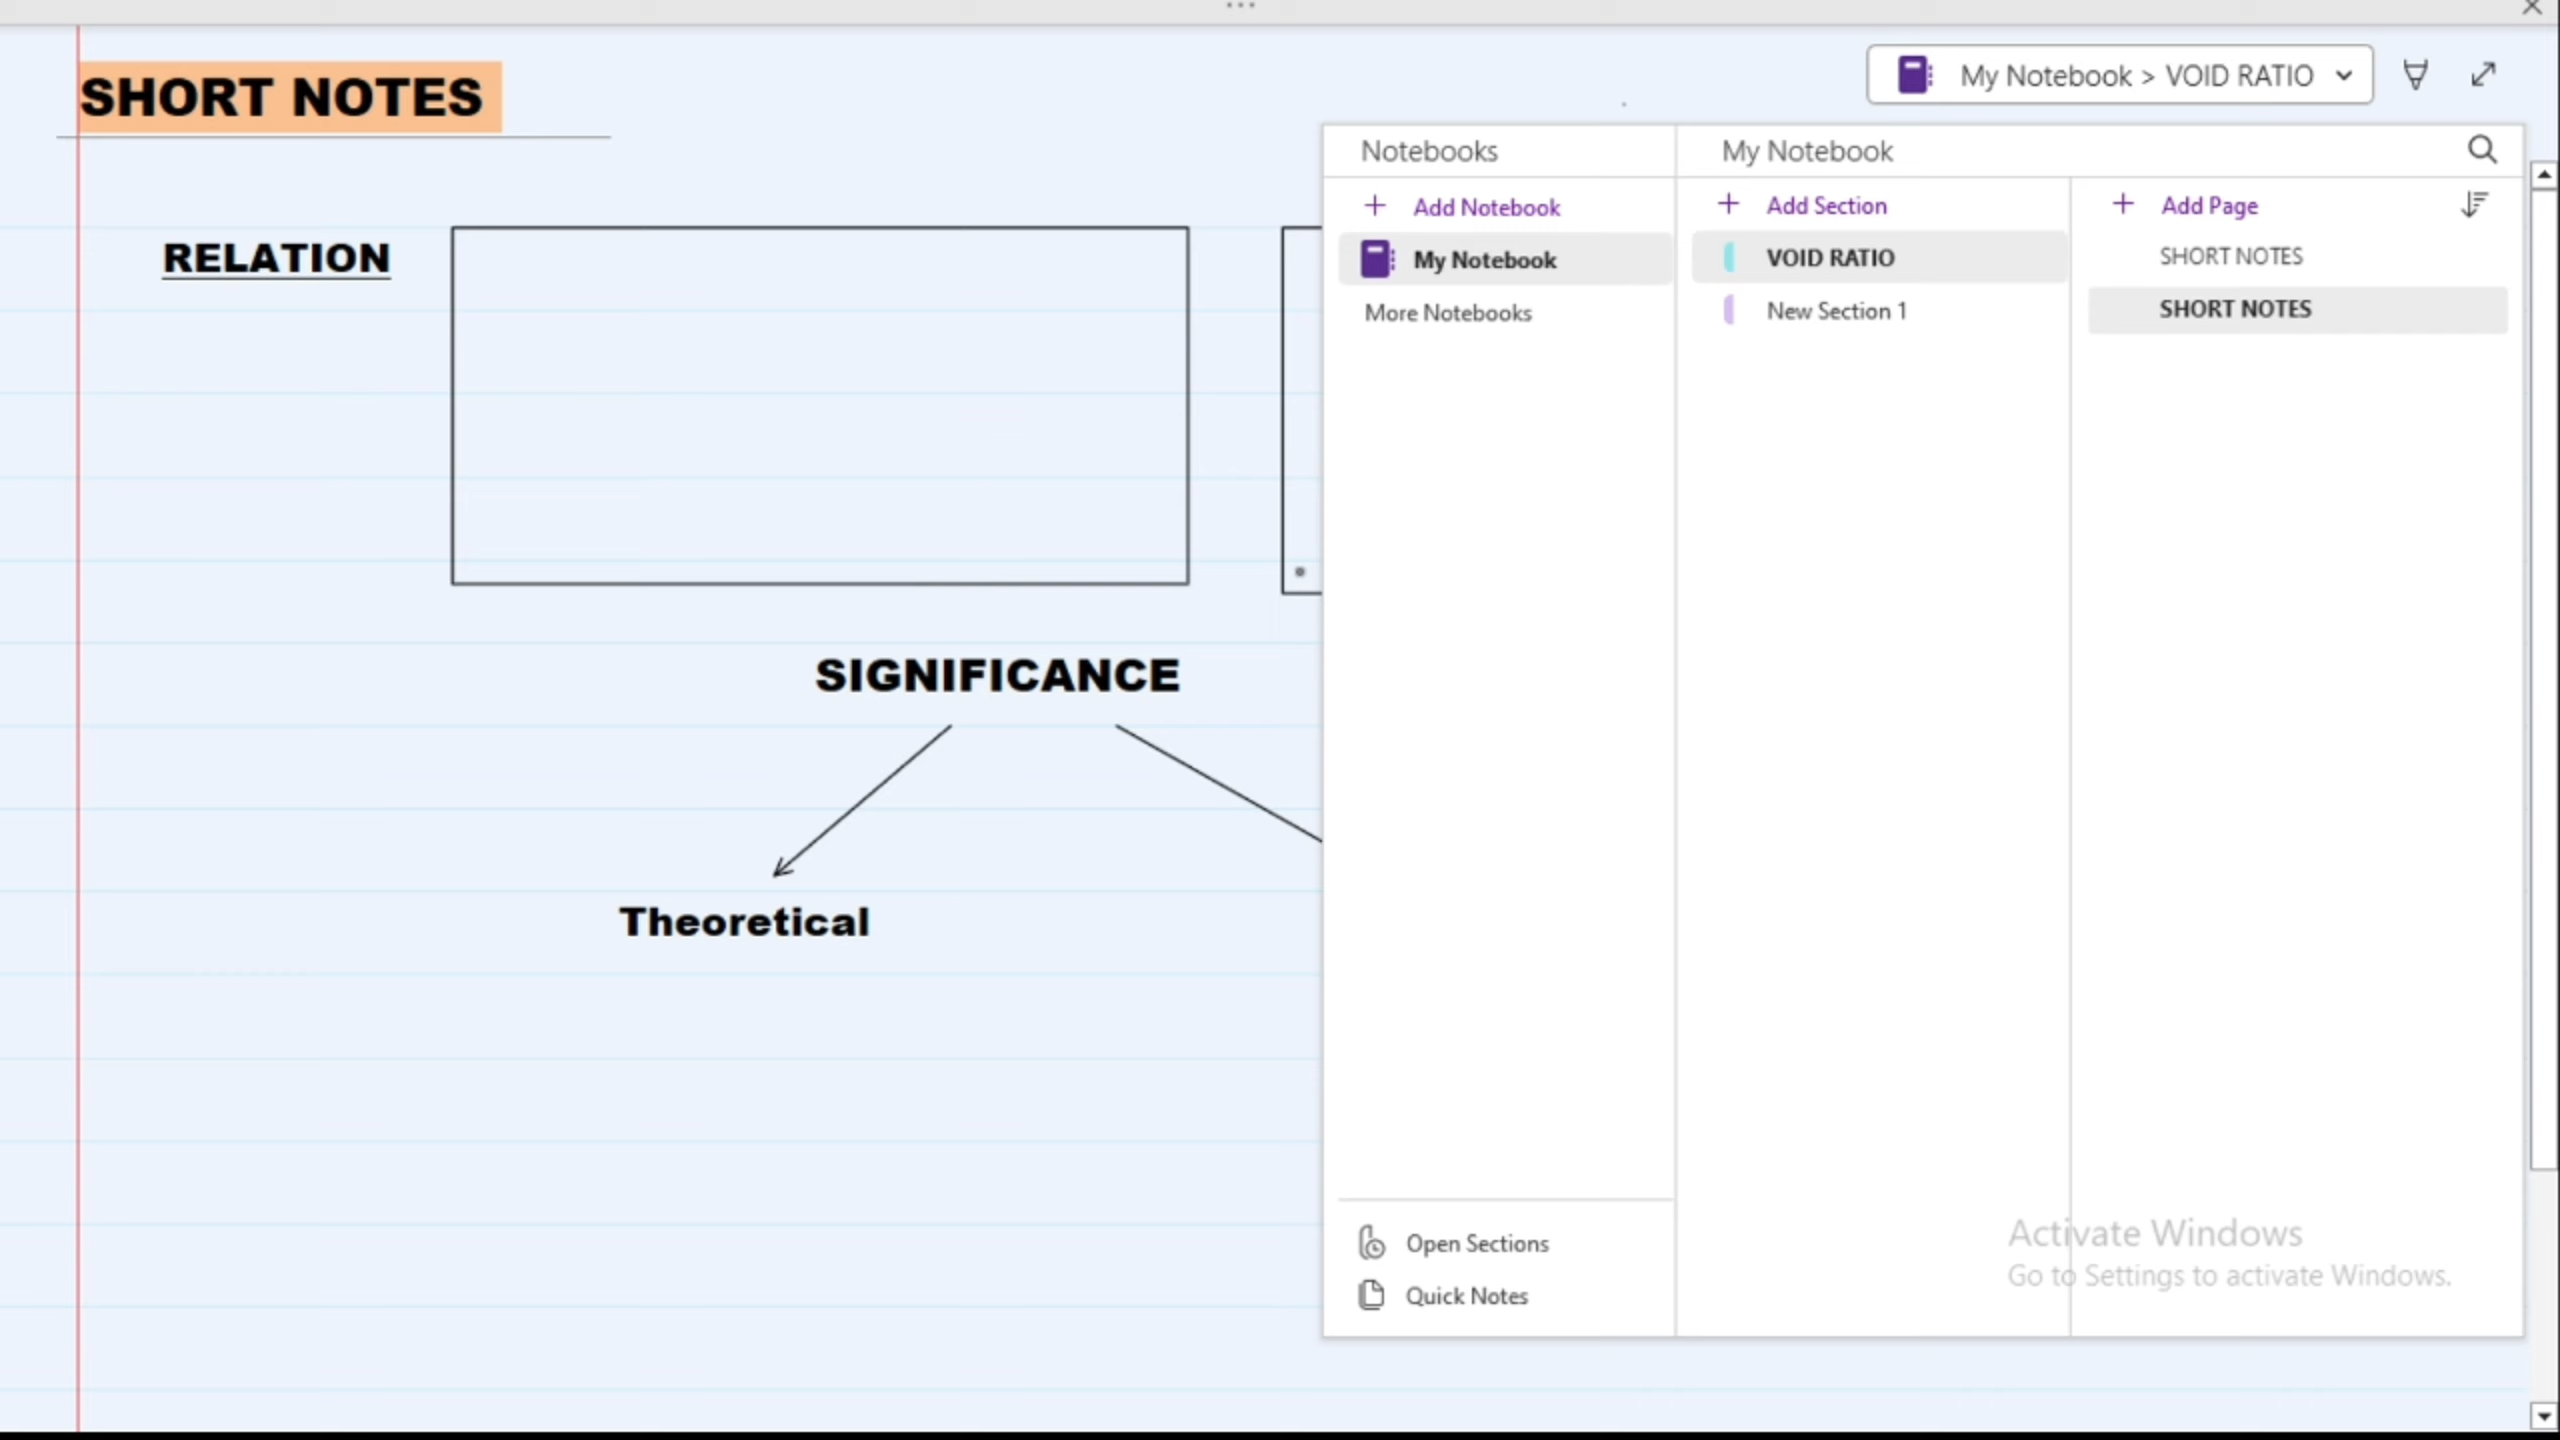 SHORT NOTES
My Notebook > VOID RATIO
Notebooks
My Notebook
+ Add Notebook
+ Add Section
+ Add Page
RELATION
My Notebook
VOID RATIO
SHORT NOTES
More Notebooks
New Section 1
SHORT NOTES
SIGNIFICANCE
Theoretical
Open Sections
Quick Notes
Activate Windows
Go to Settings to activate Windows.